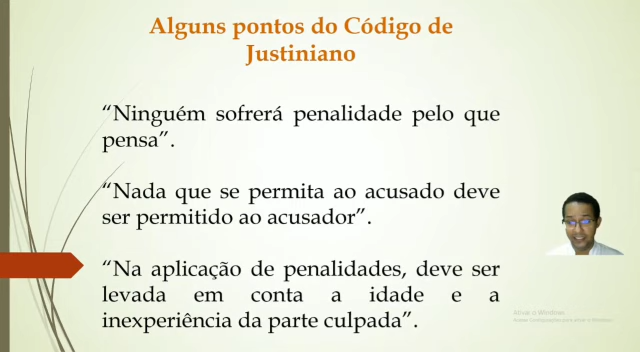 Alguns pontos do Código de
Justiniano
“Ninguém sofrerá penalidade pelo que
pensa”.
“Nada que se permita ao acusado deve
ser permitido ao acusador”.
“Na aplicação de penalidades, deve ser
levada em conta a idade e a
inexperiência da parte culpada”.
Ativar o Windows